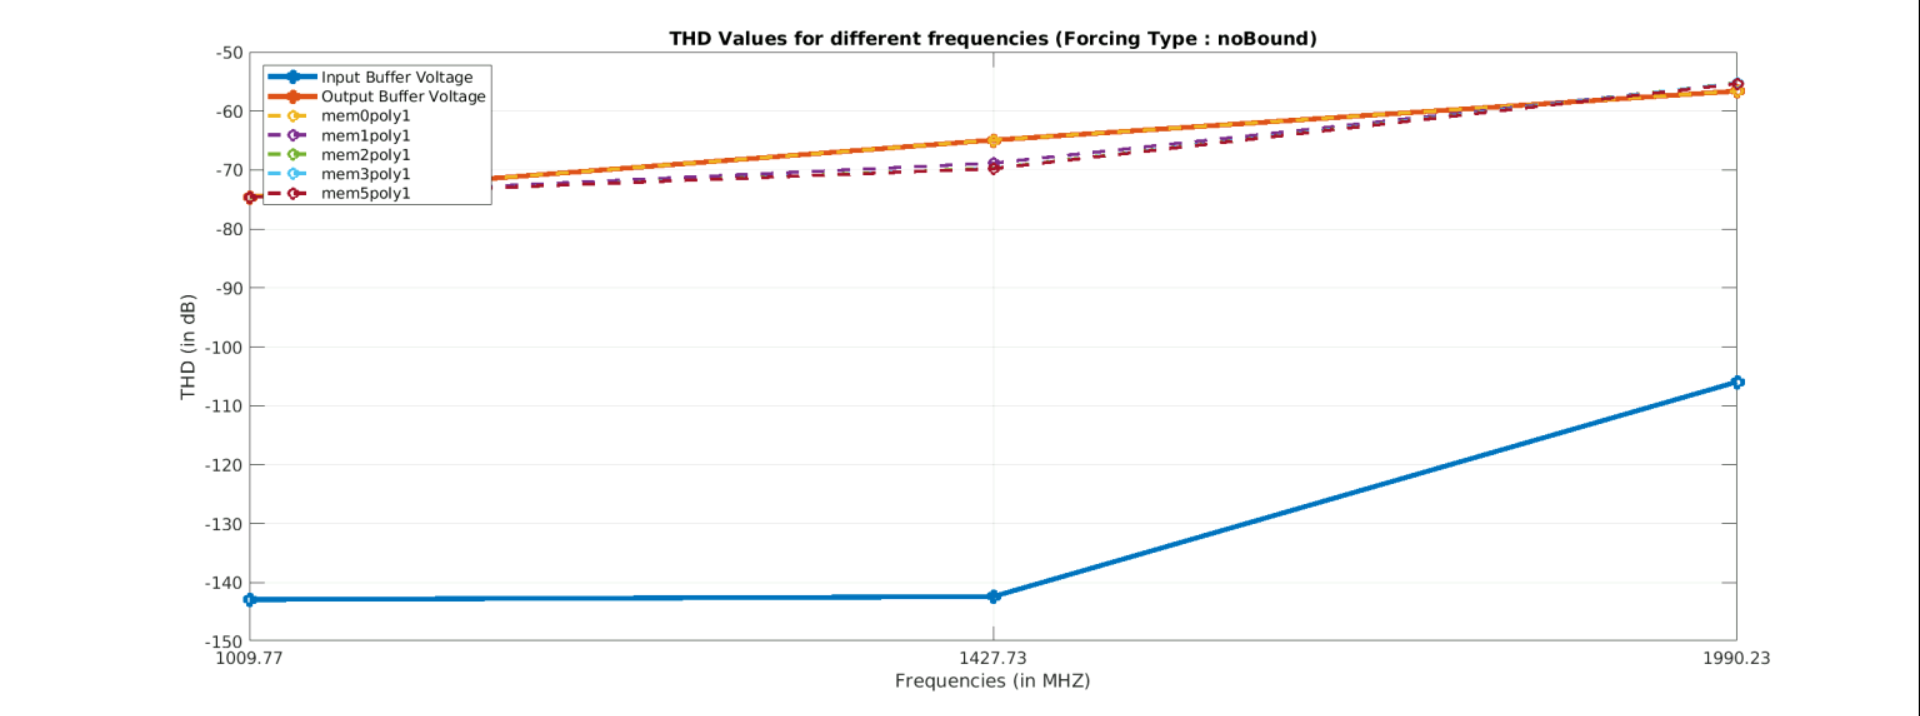 THD Values for different frequencies (Forcing Type : noBound)
-50
-60
-70
-80
-90
-100
-110
-120
-130
-140
-150
THD (in dB)
Input Buffer Voltage
Output Buffer Voltage
mem0poly1
mem1poly1
mem2poly1
mem3poly1
mem5poly1
1009.77
1427.73
1990.23
Frequencies (in MHZ)